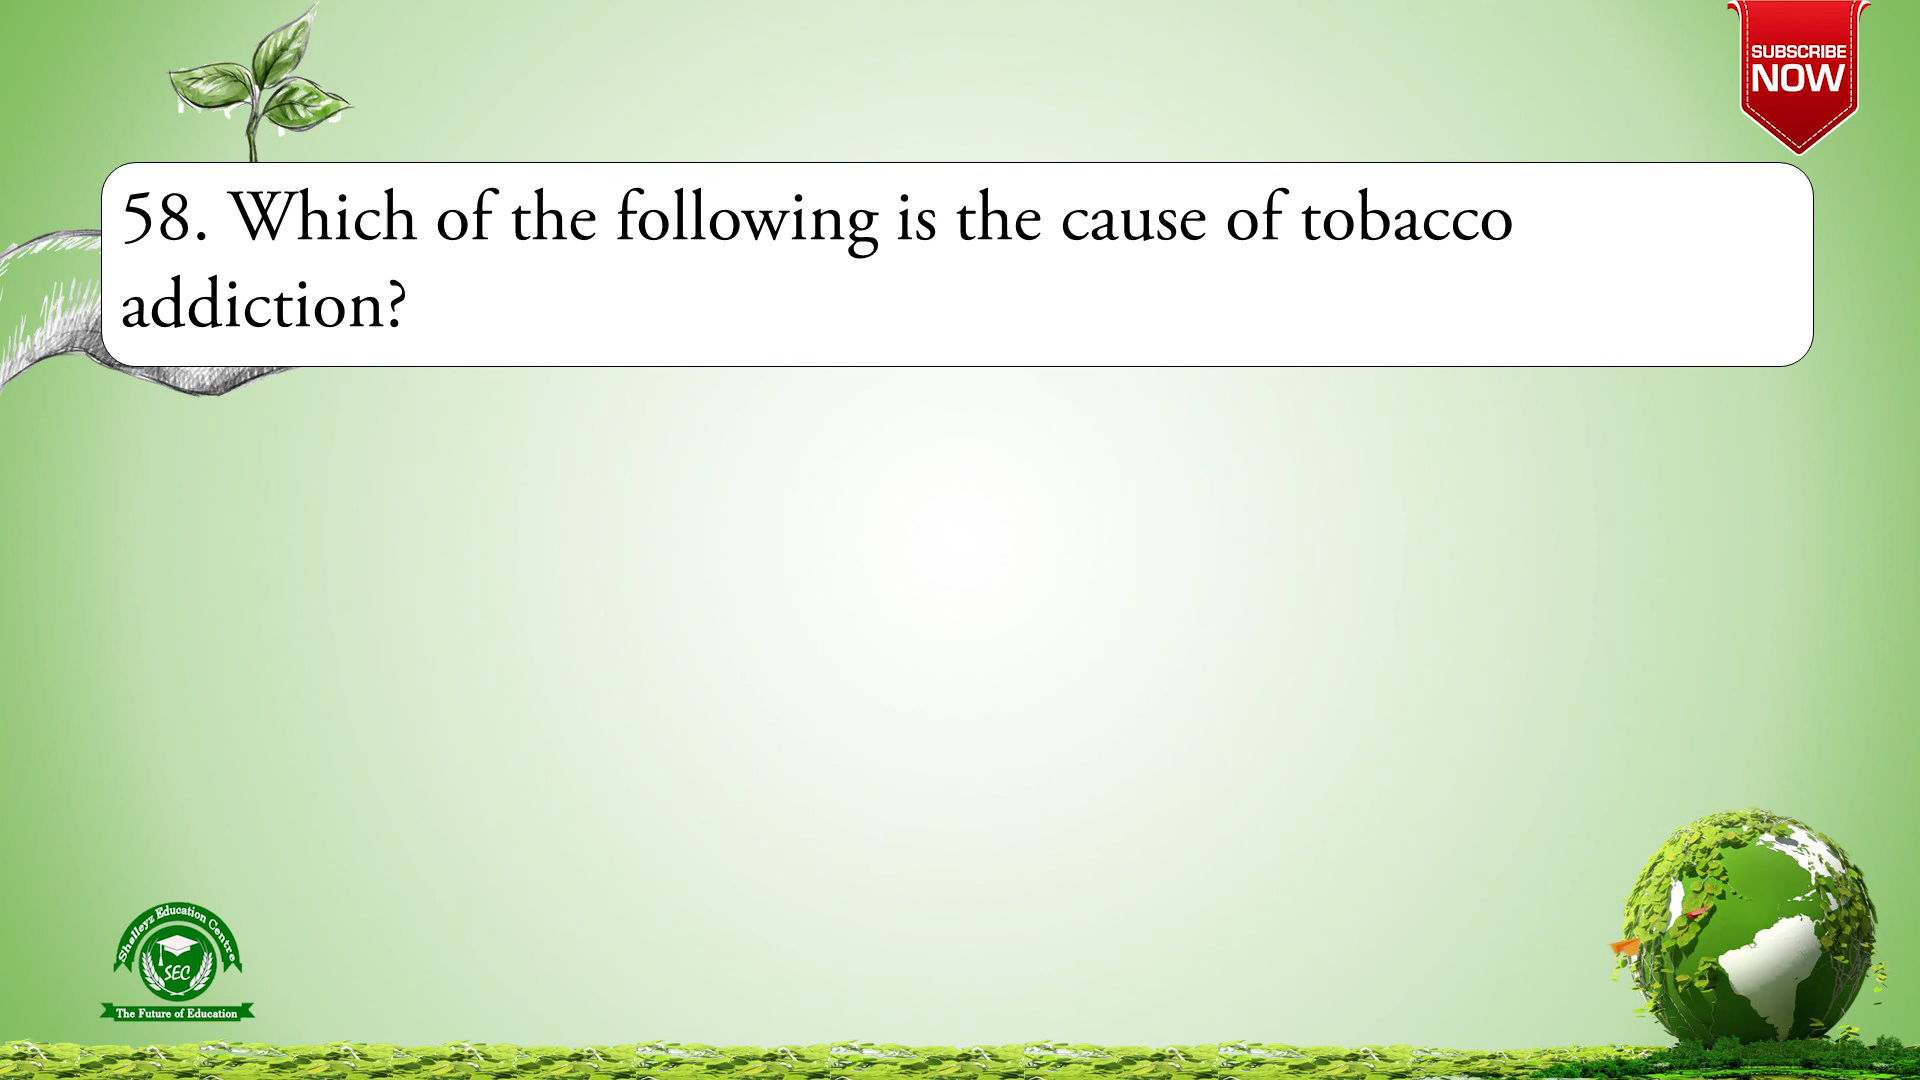 SUBSCRIBE
NOW
58. Which of the following is the cause of tobacco
addiction?
Shelleyz Education Centre
SEC
The Future of Education